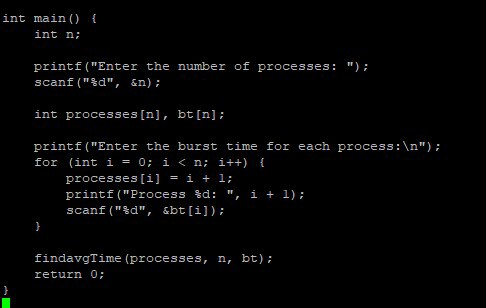 int main() {
    int n;

    printf("Enter the number of processes: ");
    scanf("%d", &n);

    int processes[n], bt[n];

    printf("Enter the burst time for each process:\n");
    for (int i = 0; i < n; i++) {
        processes[i] = i + 1;
        printf("Process %d: ", i + 1);
        scanf("%d", &bt[i]);
    }

    findavgTime(processes, n, bt);
    return 0;
}